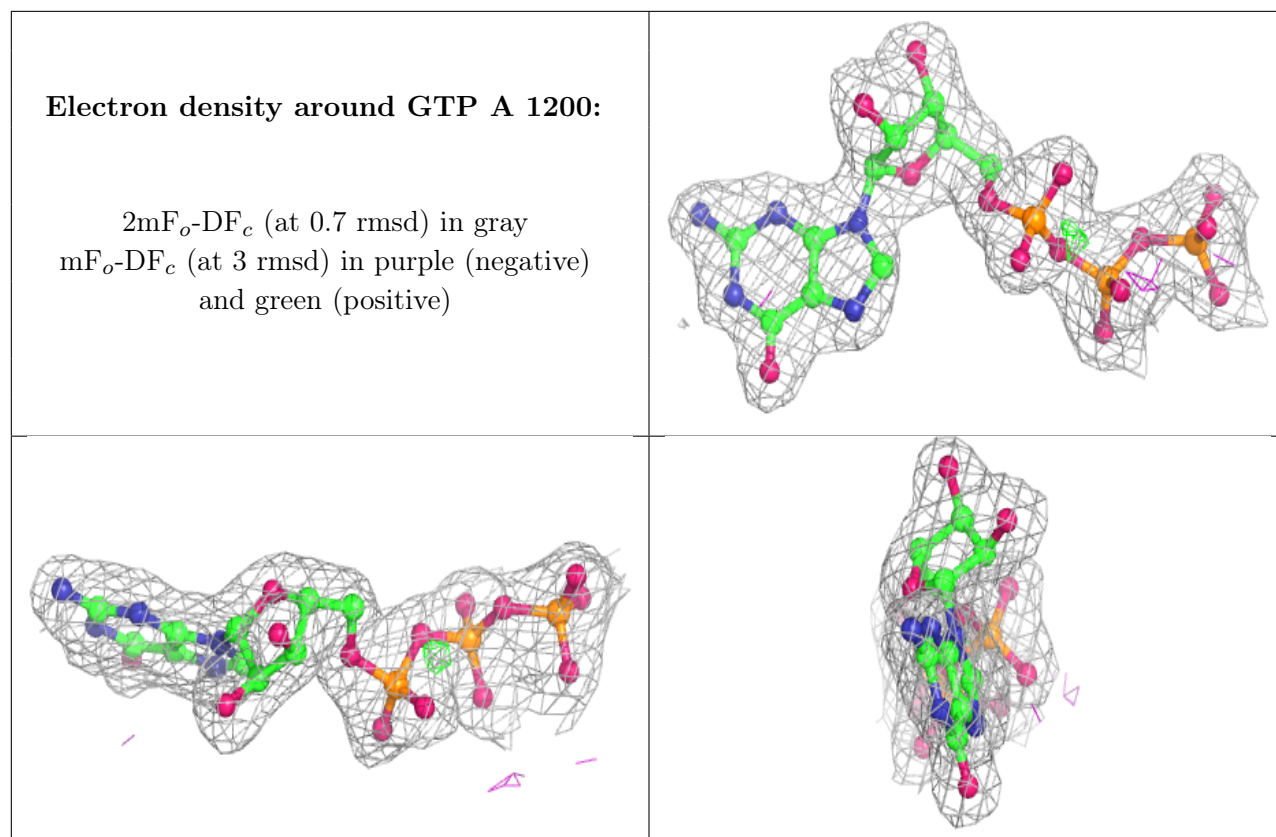 Electron density around GTP A 1200:
2mFo-DFc (at 0.7 rmsd) in gray
mFo-DFc (at 3 rmsd) in purple (negative)
and green (positive)